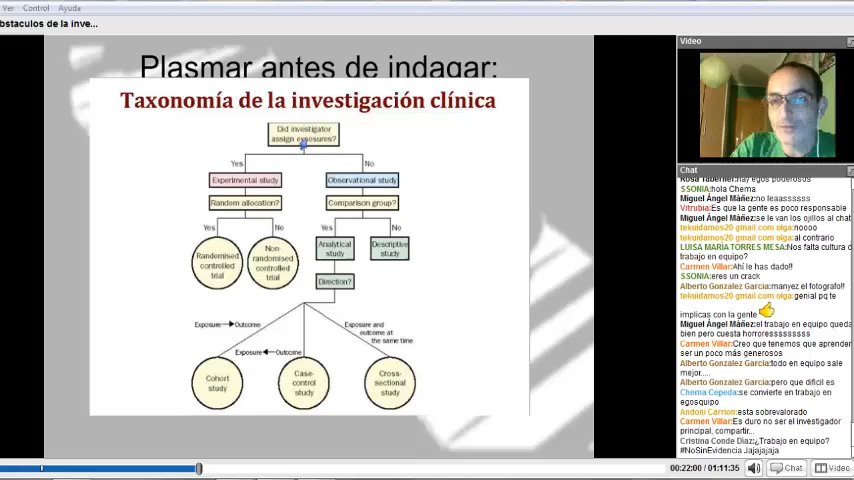 Ver Control Ayuda
bstaculos de la inve...
Plasmar antes de indagar:
Taxonomía de la investigación clínica
Did investigator
assign exposures?
Yes
No
Experimental study
Observational study
Random allocation?
Comparison group?
Yes
No
Yes
No
Randomised
controlled
trial
Non-
randomised
controlled
trial
Analytical
study
Descriptive
study
Direction?
Exposure
Outcome
Exposure
Outcome
Exposure and
outcome at
the same time
Cohort
study
Case-
control
study
Cross-
sectional
study
Video
Chat
Rosa Taberner: hay egos poderosos
SSONIA:hola Chema
Miguel Ángel Máñez:no leaasssssss
Vitrubia:Es que la gente es poco responsable
Miguel Ángel Máñez:se le van los ojillos al chat
tekuidamos20 gmail com olga:noooo
tekuidamos20 gmail com olga:al contrario
LUISA MARÍA TORRES MESA:Nos falta cultura d
trabajo en equipo?
Carmen Villar:Ahí le has dado!!
SSONIA:eres un crack
Alberto Gonzalez Garcia:manyez el fotografo!!
tekuidamos20 gmail com olga:genial pq te
implicas con la gente
Miguel Ángel Máñez:el trabajo en equipo queda
bien pero cuesta horroressssssssss
Carmen Villar:Creo que tenemos que aprender
ser un poco más generosos
Alberto Gonzalez Garcia:todo en equipo sale
mejor.....
Alberto Gonzalez Garcia:pero que dificil es
Chema Cepeda:se convierte en trabajo en
egosquipo
Andoni Carrion:esta sobrevalorado
Carmen Villar:Es duro no ser el investigador
principal, compartir...
Cristina Conde Díaz:¿Trabajo en equipo?
#NoSinEvidencia Jajajajaja
00:22:00 / 01:11:35
Chat
Video